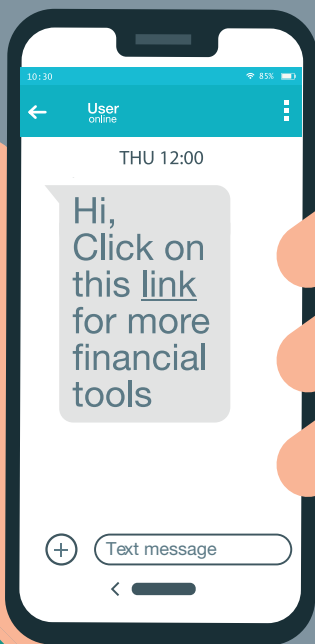 10:30 85%
User
online
THU 12:00
Hi,
Click on
this link
for more
financial
tools
Text message